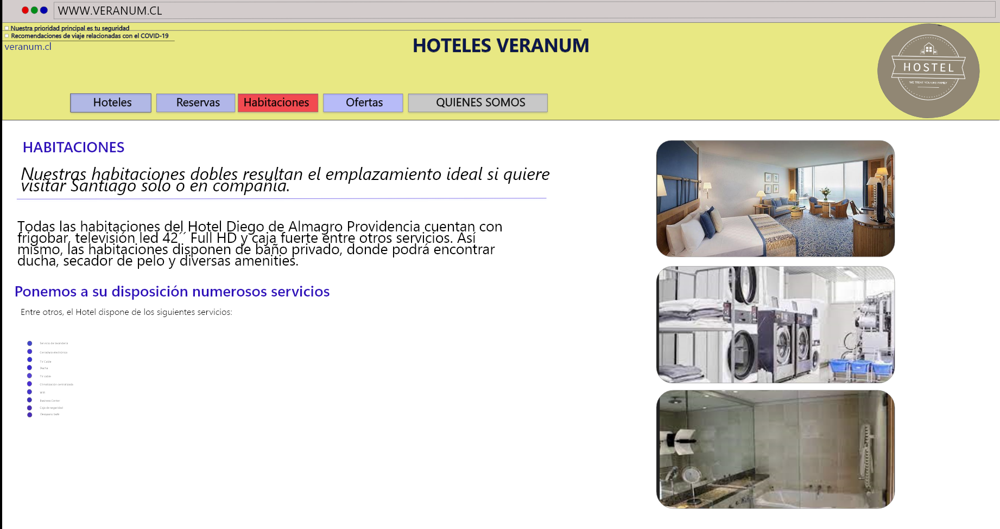 WWW.VERANUM.CL
Nuestra prioridad principal es tu seguridad
Recomendaciones de viaje relacionadas con el COVID-19
veranum.cl
HOTELES VERANUM
HOSTEL
WE TREAT YOU LIKE FAMILY
Hoteles
Reservas
Habitaciones
Ofertas
QUIENES SOMOS
HABITACIONES
Nuestras habitaciones dobles resultan el emplazamiento ideal si quiere
visitar Santiago solo o en compañía.
Todas las habitaciones del Hotel Diego de Almagro Providencia cuentan con
frigobar, televisión led 42´´ Full HD y caja fuerte entre otros servicios. Así
mismo, las habitaciones disponen de baño privado, donde podrá encontrar
ducha, secador de pelo y diversas amenities.
Ponemos a su disposición numerosos servicios
Entre otros, el Hotel dispone de los siguientes servicios:
Servicio de lavandería
Cerradura electrónica
TV Cable
Ducha
TV cable
Climatización centralizada
WiFi
Business Center
Caja de seguridad
Desayuno bufé